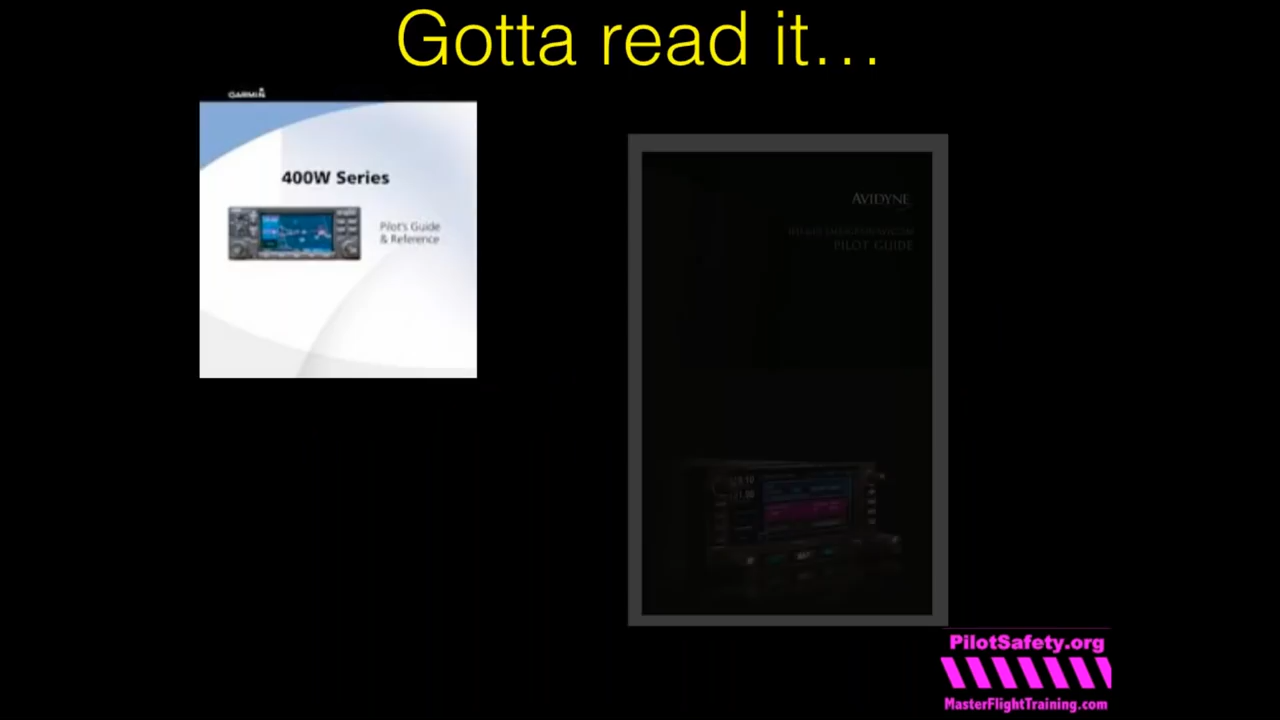 Gotta read it...
GARMIN
400W Series
Pilot's Guide
& Reference
AVIDYNE
PILOT GUIDE
PilotSafety.org
MasterFlightTraining.com